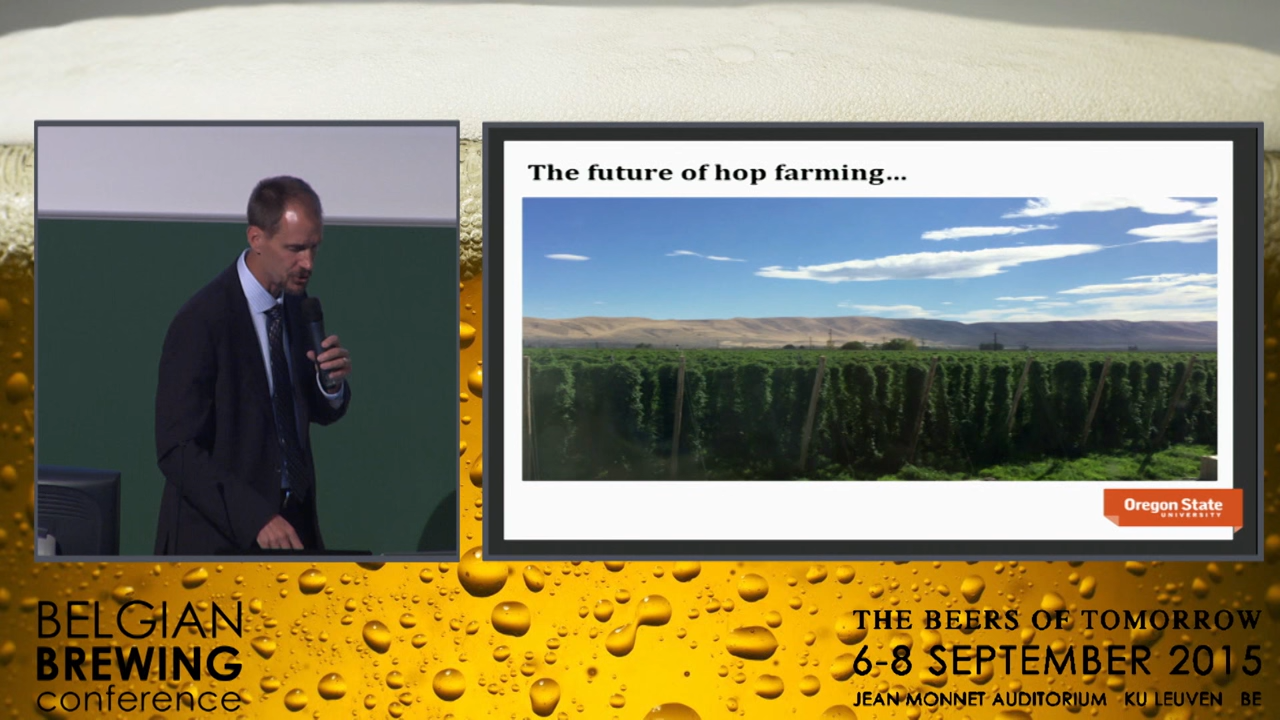 The future of hop farming...
Oregon State
UNIVERSITY
BELGIAN
BREWING
conference
THE BEERS OF TOMORROW
6-8 SEPTEMBER 2015
JEAN MONNET AUDITORIUM KU LEUVEN BE